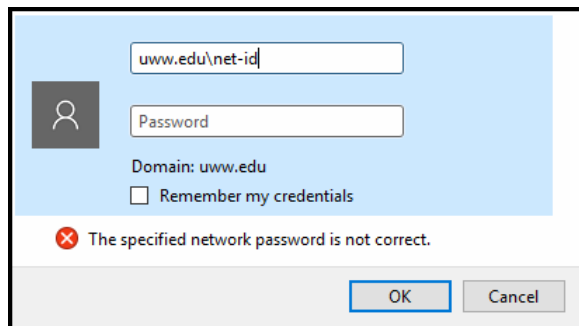 uww.edu\net-id
Password
Domain: uww.edu
Remember my credentials
The specified network password is not correct.
OK Cancel